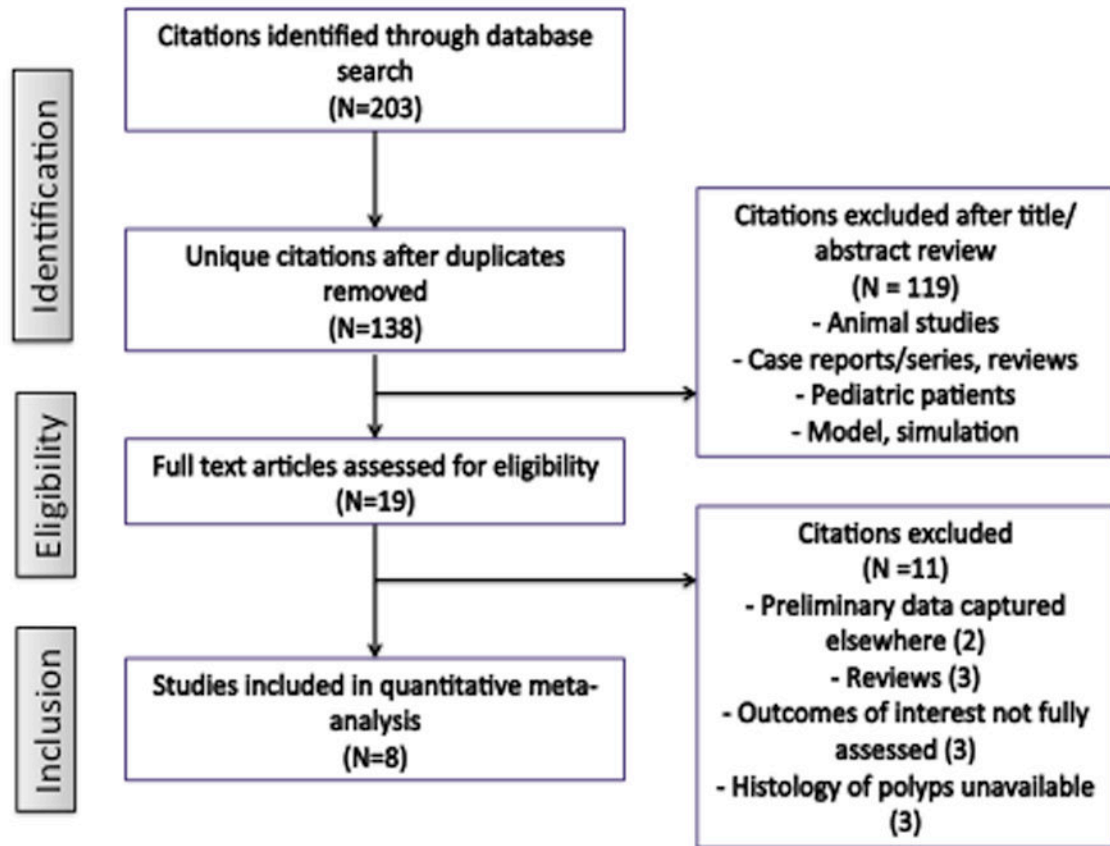 Identification
Citations identified through database
search
(N=203)
Unique citations after duplicates
removed
(N=138)
Citations excluded after title/
abstract review
(N = 119)
- Animal studies
- Case reports/series, reviews
- Pediatric patients
- Model, simulation
Eligibility
Full text articles assessed for eligibility
(N=19)
Citations excluded
(N =11)
- Preliminary data captured
elsewhere (2)
- Reviews (3)
- Outcomes of interest not fully
assessed (3)
- Histology of polyps unavailable
(3)
Inclusion
Studies included in quantitative meta-
analysis
(N=8)